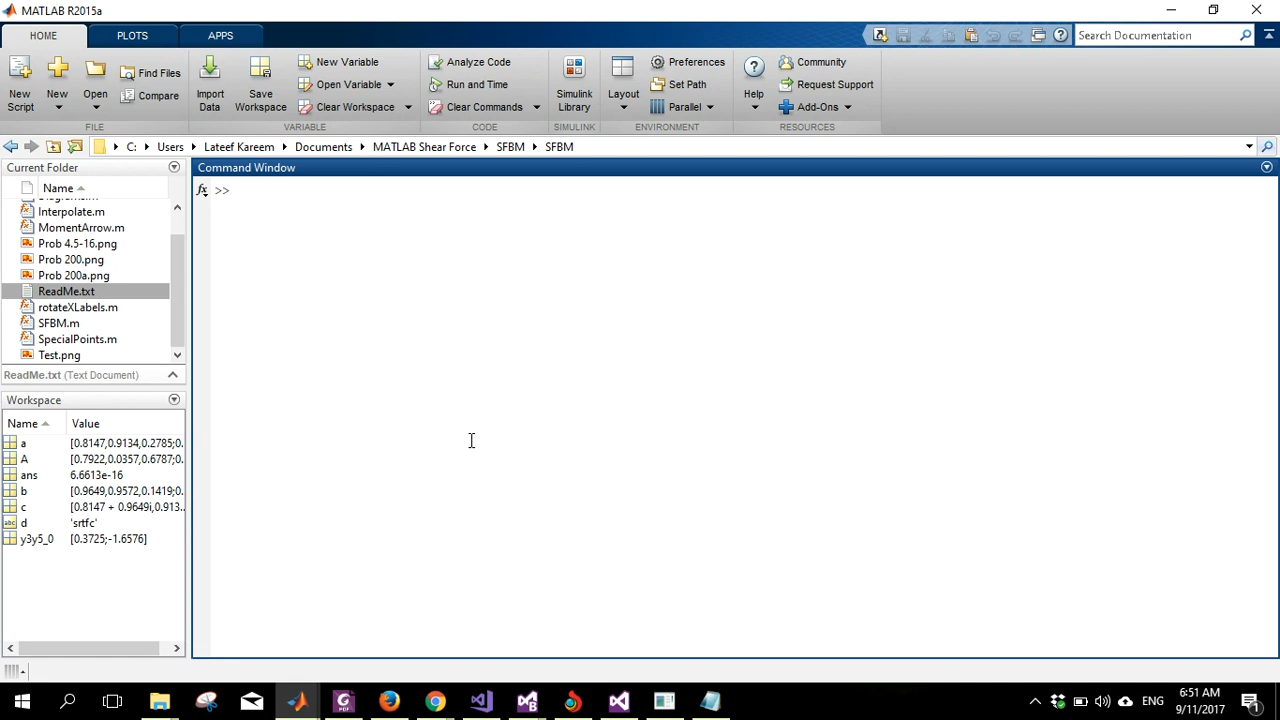 MATLAB R2015a
HOME PLOTS APPS
Search Documentation
New Script
New
Open
Find Files
Compare
FILE
Import Data
Save Workspace
New Variable
Open Variable
Clear Workspace
VARIABLE
Analyze Code
Run and Time
Clear Commands
CODE
Simulink Library
SIMULINK
Layout
Preferences
Set Path
Parallel
ENVIRONMENT
Help
Community
Request Support
Add-Ons
RESOURCES
C: Users Lateef Kareem Documents MATLAB Shear Force SFBM SFBM
Current Folder
Name
Interpolate.m
MomentArrow.m
Prob 4.5-16.png
Prob 200.png
Prob 200a.png
ReadMe.txt
rotateXLabels.m
SFBM.m
SpecialPoints.m
Test.png
ReadMe.txt (Text Document)
Workspace
Name Value
a [0.8147,0.9134,0.2785;0.
A [0.7922,0.0357,0.6787;0.
ans 6.6613e-16
b [0.9649,0.9572,0.1419;0.
c [0.8147 + 0.9649i,0.913..
abc d 'srtfc'
y3y5_0 [0.3725;-1.6576]
Command Window
fx >>
PDF
ENG
6:51 AM
9/11/2017
1